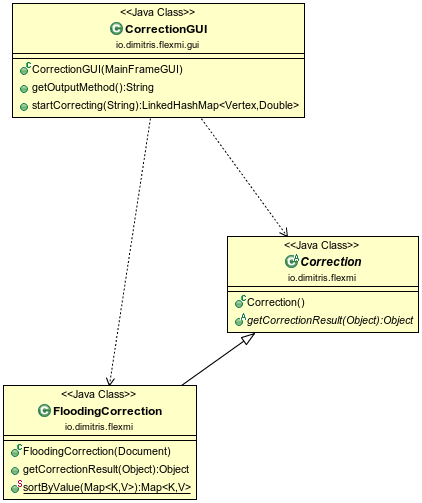 <<Java Class>>
CorrectionGUI
io.dimitris.flexmi.gui
CorrectionGUI(MainFrameGUI)
getOutputMethod():String
startCorrecting(String):LinkedHashMap<Vertex,Double>
<<Java Class>>
Correction
io.dimitris.flexmi
Correction()
getCorrectionResult(Object):Object
<<Java Class>>
FloodingCorrection
io.dimitris.flexmi
FloodingCorrection(Document)
getCorrectionResult(Object):Object
sortByValue(Map<K,V>):Map<K,V>